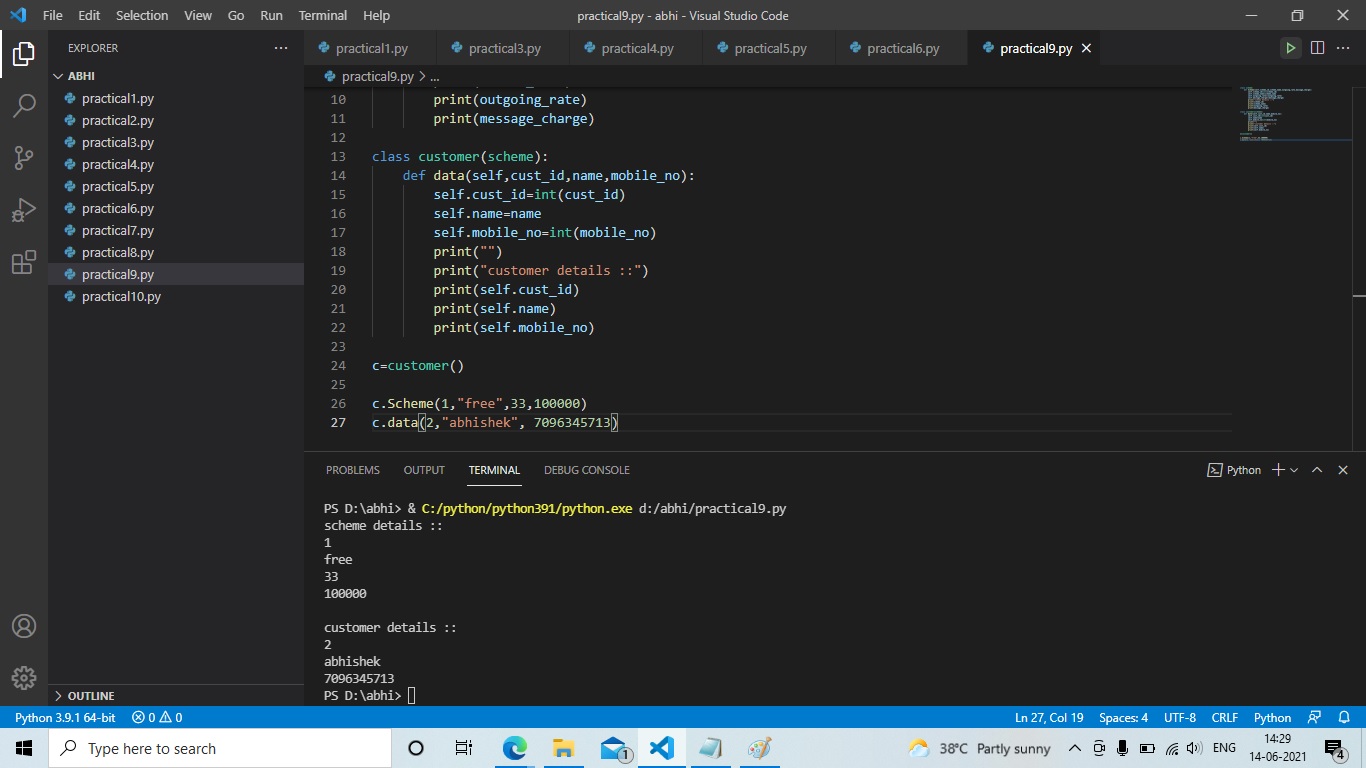 File Edit Selection View Go Run Terminal Help practical9.py - abhi - Visual Studio Code
EXPLORER
ABHI
practical1.py
practical2.py
practical3.py
practical4.py
practical5.py
practical6.py
practical7.py
practical8.py
practical9.py
practical10.py
OUTLINE
practical1.py practical3.py practical4.py practical5.py practical6.py practical9.py
practical9.py > ...
10 print(outgoing_rate)
11 print(message_charge)
12
13 class customer(scheme):
14 def data(self,cust_id,name,mobile_no):
15 self.cust_id=int(cust_id)
16 self.name=name
17 self.mobile_no=int(mobile_no)
18 print("")
19 print("customer details ::")
20 print(self.cust_id)
21 print(self.name)
22 print(self.mobile_no)
23
24 c=customer()
25
26 c.Scheme(1,"free",33,100000)
27 c.data(2,"abhishek", 7096345713)
PROBLEMS OUTPUT TERMINAL DEBUG CONSOLE Python
PS D:\abhi> & C:/python/python391/python.exe d:/abhi/practical9.py
scheme details ::
1
free
33
100000
customer details ::
2
abhishek
7096345713
PS D:\abhi>
Python 3.9.1 64-bit 0 0 Ln 27, Col 19 Spaces: 4 UTF-8 CRLF Python
Type here to search 1 38°C Partly sunny ENG 14:29 4
14-06-2021